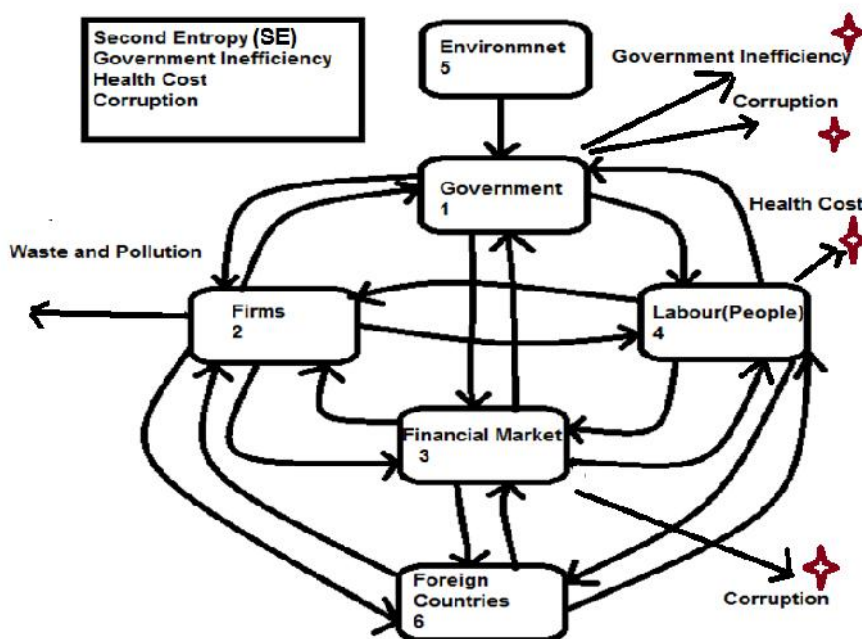 Second Entropy (SE)
Government Inefficiency
Health Cost
Corruption
Environmnet
5
Government Inefficiency
Corruption
Government
1
Health Cost
Waste and Pollution
Firms
2
Labour(People)
4
Financial Market
3
Foreign
Countries
6
Corruption